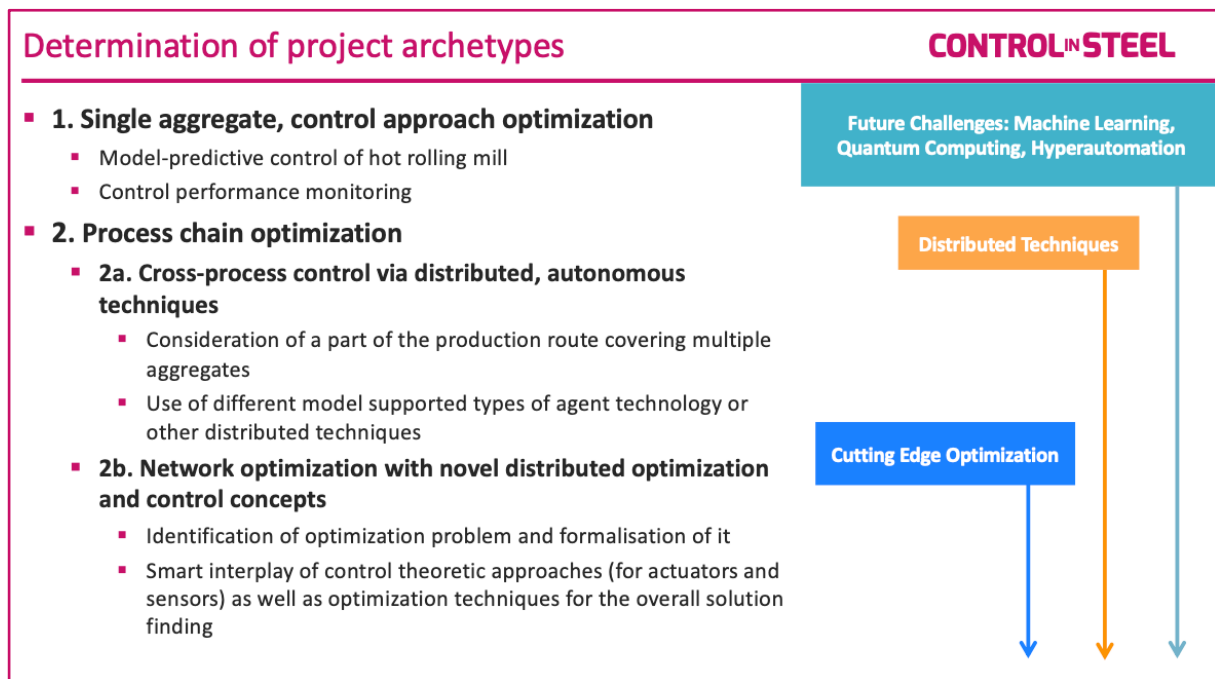 Determination of project archetypes
CONTROL IN STEEL
1. Single aggregate, control approach optimization
Model-predictive control of hot rolling mill
Control performance monitoring
2. Process chain optimization
2a. Cross-process control via distributed, autonomous
techniques
Consideration of a part of the production route covering multiple
aggregates
Use of different model supported types of agent technology or
other distributed techniques
2b. Network optimization with novel distributed optimization
and control concepts
Identification of optimization problem and formalisation of it
Smart interplay of control theoretic approaches (for actuators and
sensors) as well as optimization techniques for the overall solution
finding
Future Challenges: Machine Learning,
Quantum Computing, Hyperautomation
Distributed Techniques
Cutting Edge Optimization